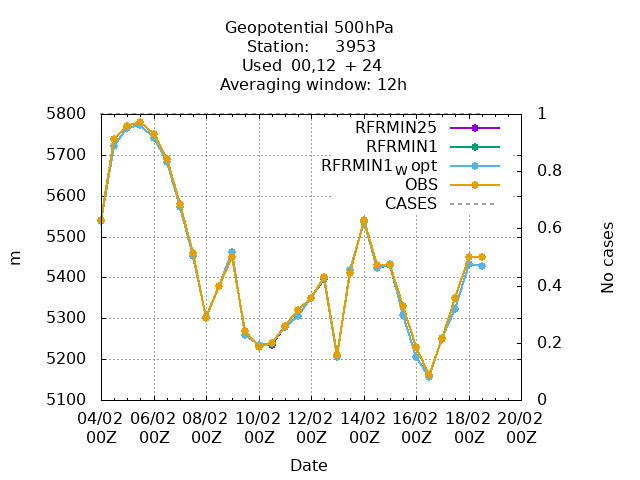 Geopotential 500hPa
Station: 3953
Used 00,12 + 24
Averaging window: 12h
5800
5700
5600
5500
5400
5300
5200
5100
m
1
0.8
0.6
0.4
0.2
0
No cases
RFRMIN25
RFRMIN1
RFRMIN1wopt
OBS
CASES
04/02 06/02 08/02 10/02 12/02 14/02 16/02 18/02 20/02
00Z 00Z 00Z 00Z 00Z 00Z 00Z 00Z 00Z
Date